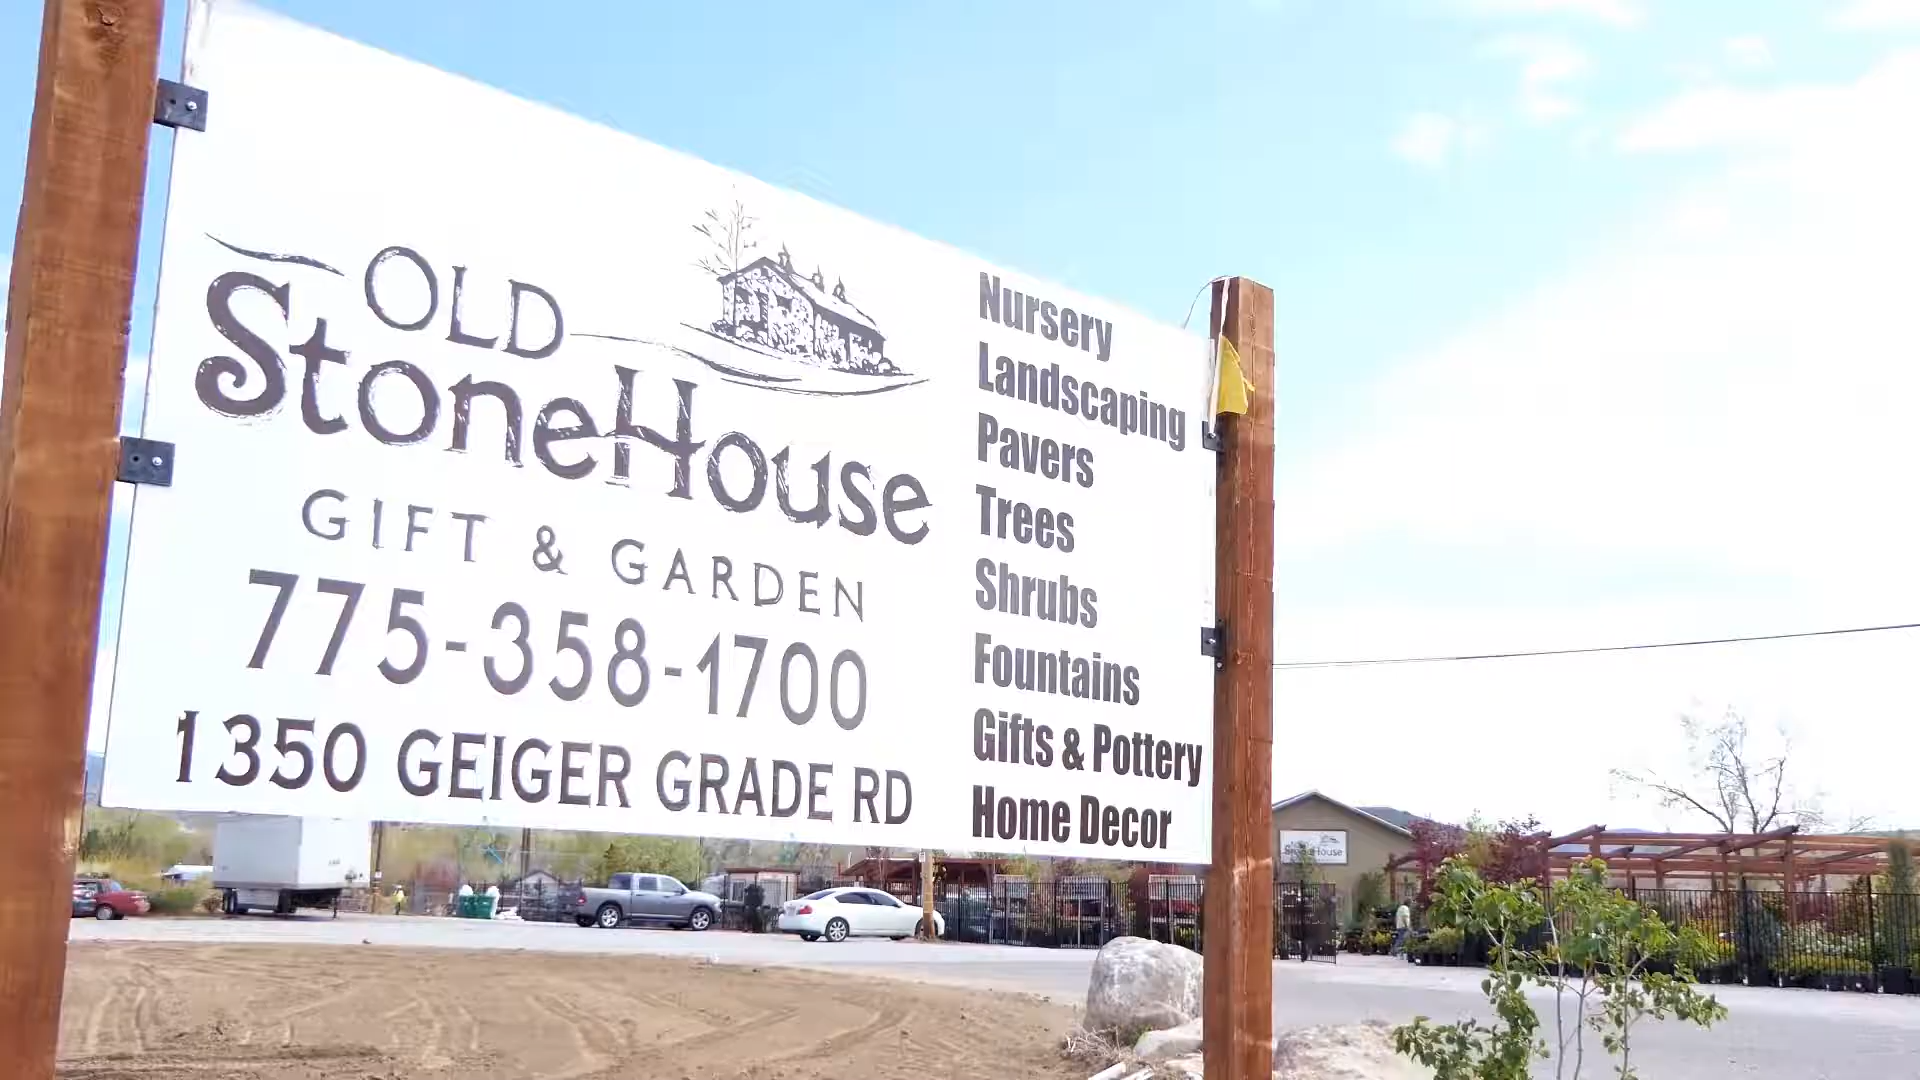 OLD
StoneHouse
GIFT & GARDEN
775-358-1700
1350 GEIGER GRADE RD
Nursery
Landscaping
Pavers
Trees
Shrubs
Fountains
Gifts & Pottery
Home Decor
StoneHouse